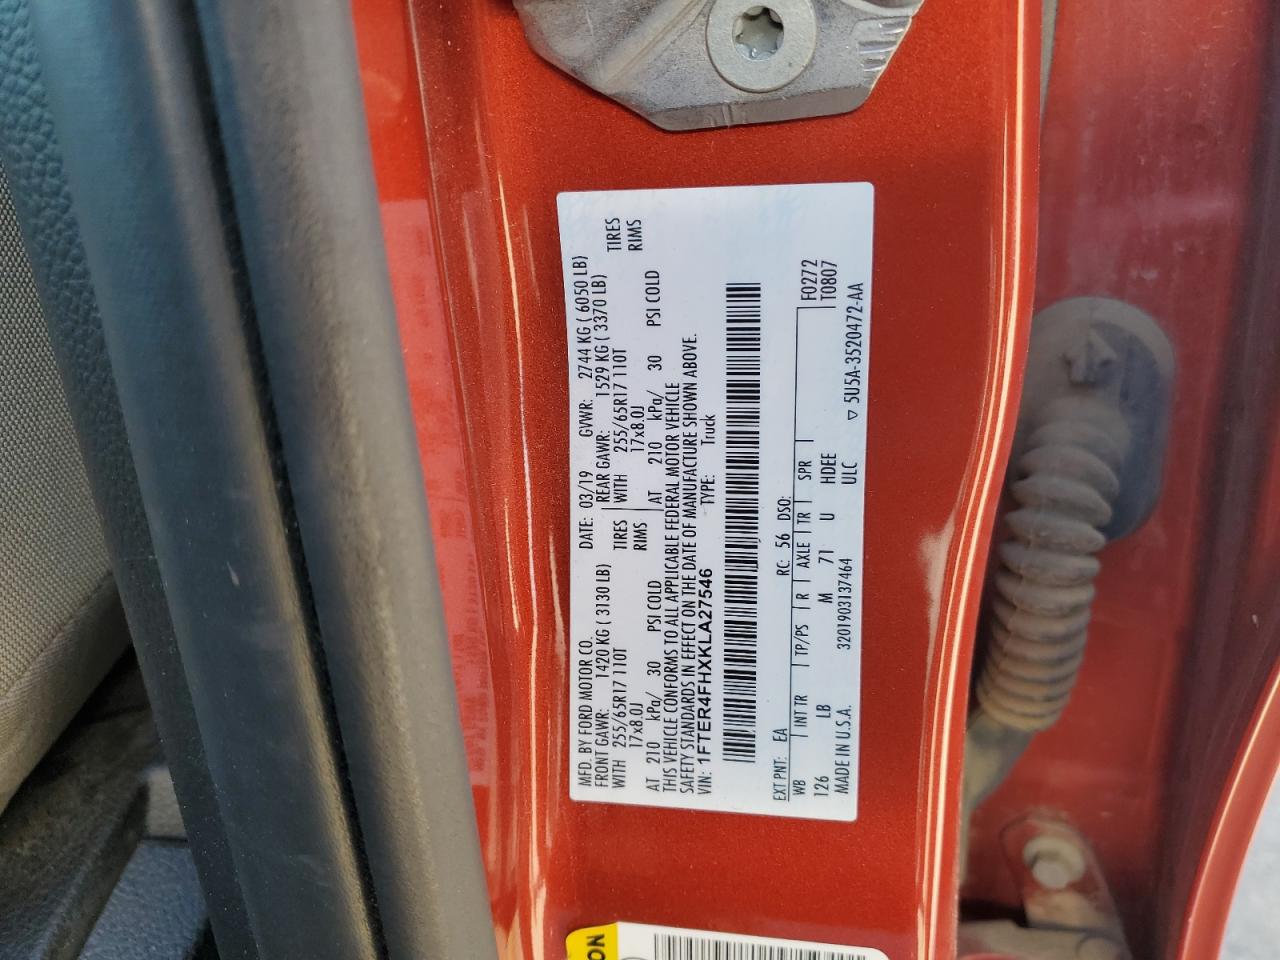 MFD. BY FORD MOTOR CO. DATE: 03/19 GVWR: 2744 KG ( 6050 LB)
FRONT GAWR: 1420 KG ( 3130 LB) REAR GAWR: 1529 KG ( 3370 LB)
WITH 255/65R17 110T TIRES WITH 255/65R17 110T TIRES
17x8.0J RIMS 17x8.0J RIMS
AT 210 kPa/ 30 PSI COLD AT 210 kPa/ 30 PSI COLD
THIS VEHICLE CONFORMS TO ALL APPLICABLE FEDERAL MOTOR VEHICLE
SAFETY STANDARDS IN EFFECT ON THE DATE OF MANUFACTURE SHOWN ABOVE.
VIN: 1FTER4FHXKLA27546 TYPE: Truck
EXT PNT: EA RC: 56 DSO:
WB INT TR TP/PS R AXLE TR SPR F0272
126 LB M 71 U HDEE T0807
MADE IN U.S.A. 3201903137464 ULC ▽ 5U5A-3520472-AA